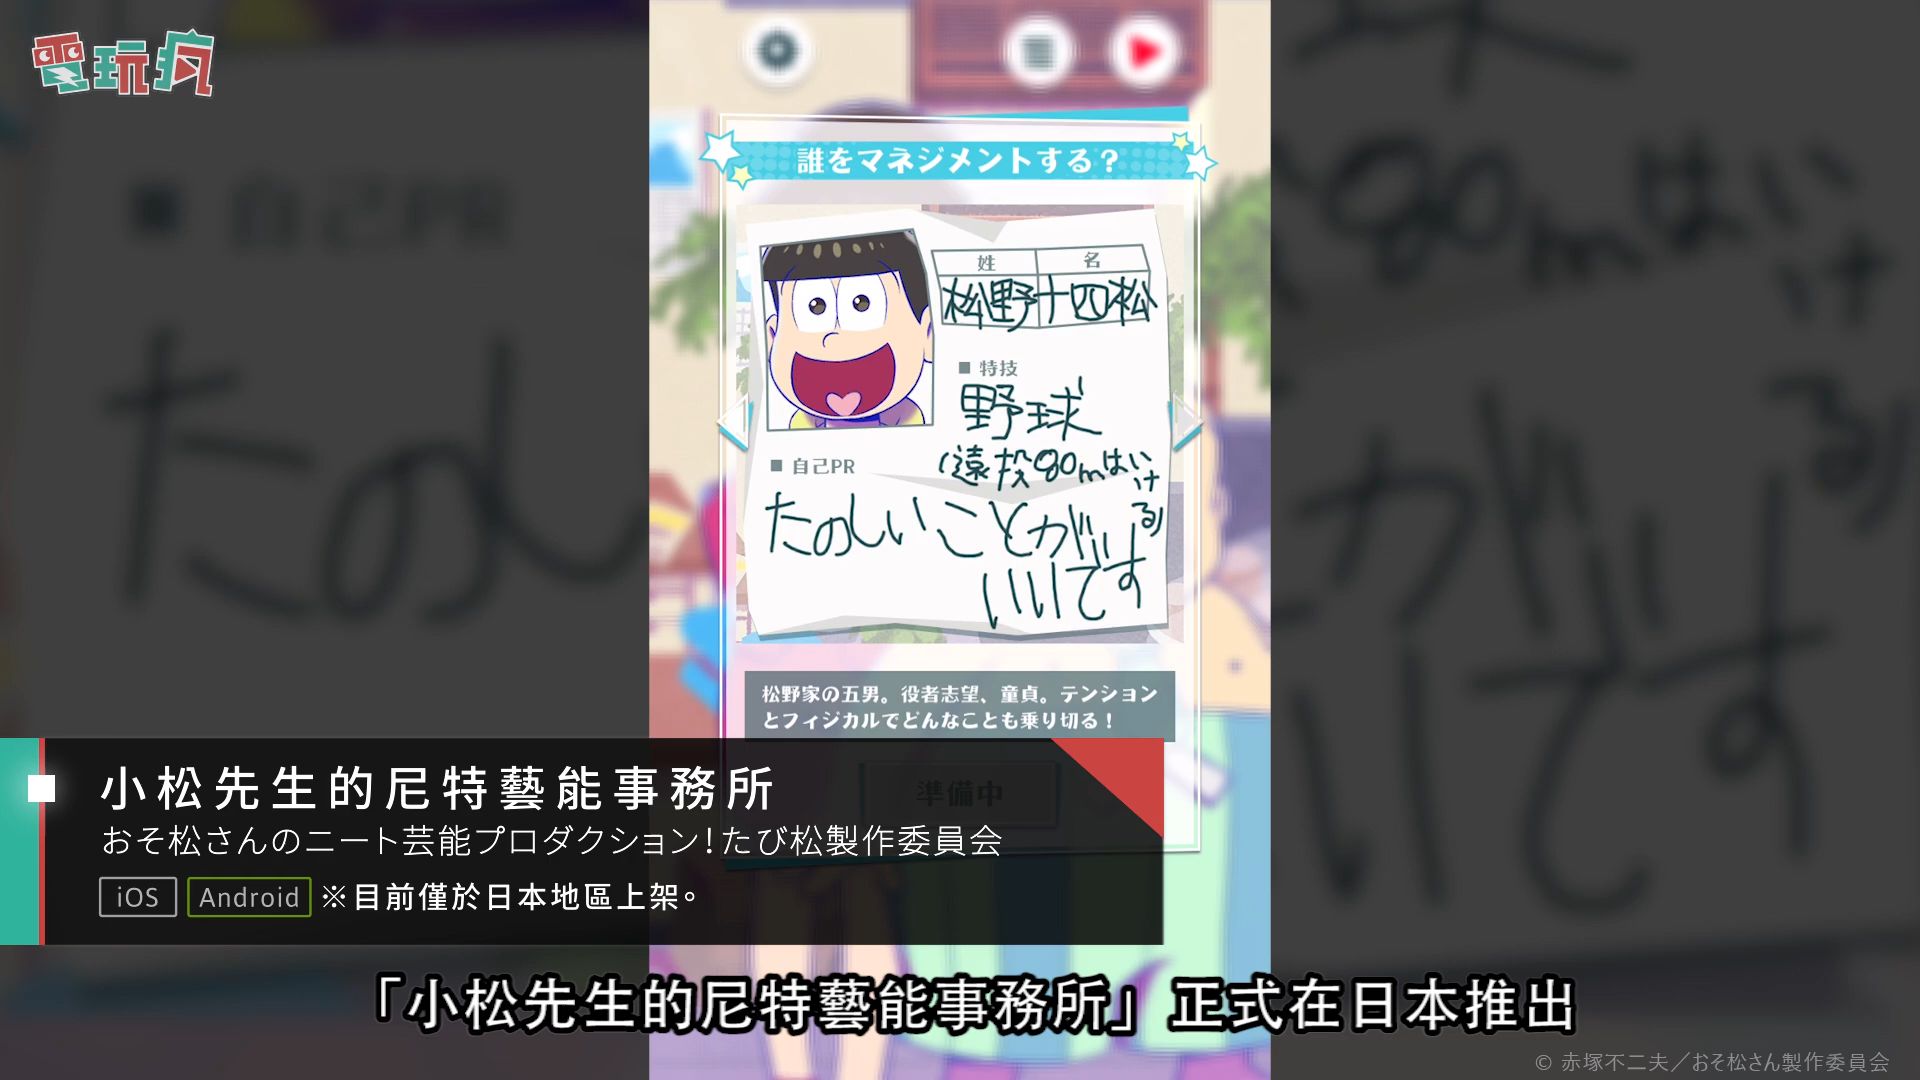 電玩瘋
誰をマネジメントする？
姓 名
松野十四松
■ 特技
野球
(遠投80mはいける)
■ 自己PR
たのしいことが
いいです
松野家の五男。役者志望、童貞。テンション
とフィジカルでどんなことも乗り切る！
準備中
小松先生的尼特藝能事務所
おそ松さんのニート芸能プロダクション！たび松製作委員会
iOS Android ※目前僅於日本地區上架。
「小松先生的尼特藝能事務所」正式在日本推出
© 赤塚不二夫／おそ松さん製作委員会